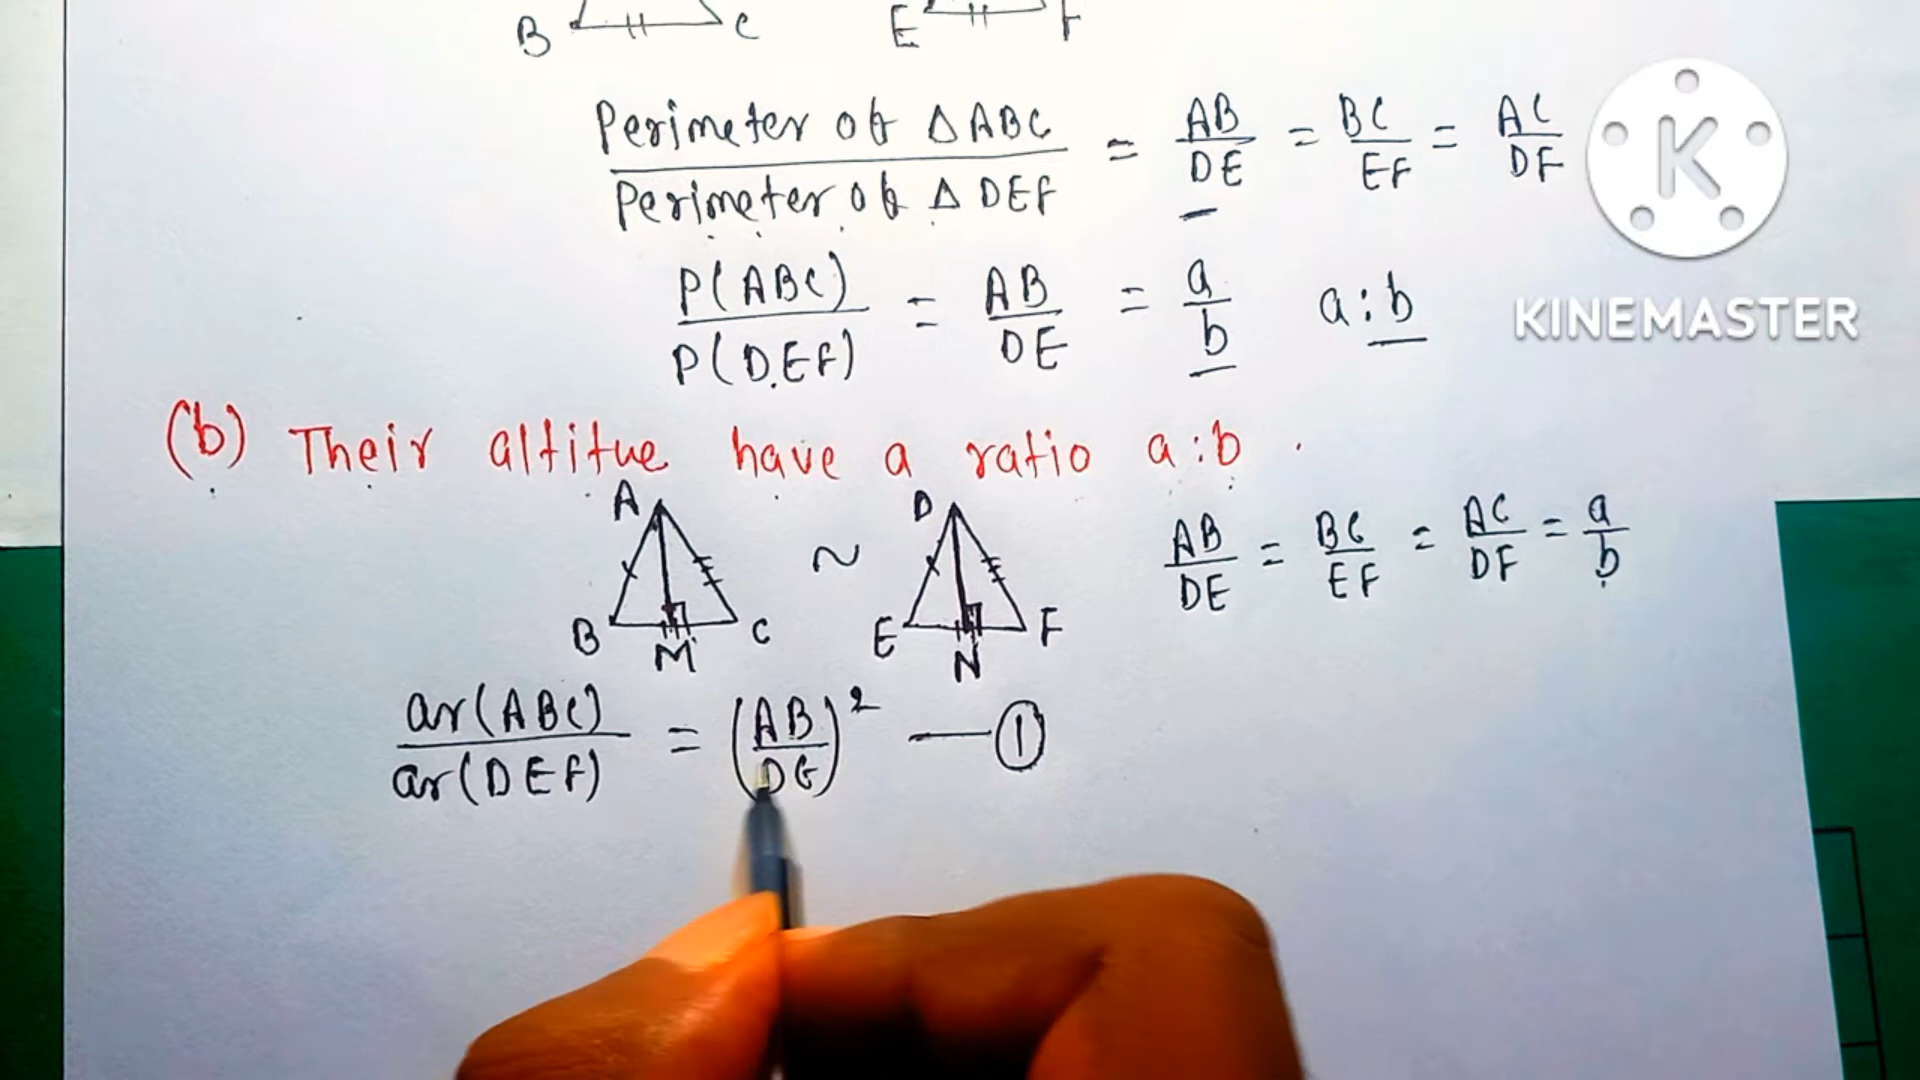 B C E F
Perimeter of ΔABC / Perimeter of ΔDEF = AB/DE = BC/EF = AC/DF
P(ABC) / P(DEF) = AB/DE = a/b a:b
KINEMASTER
(b) Their altitue have a ratio a:b .
A D
~
B M C E N F
AB/DE = BC/EF = AC/DF = a/b
ar(ABC) / ar(DEF) = (AB/DE)² — ①